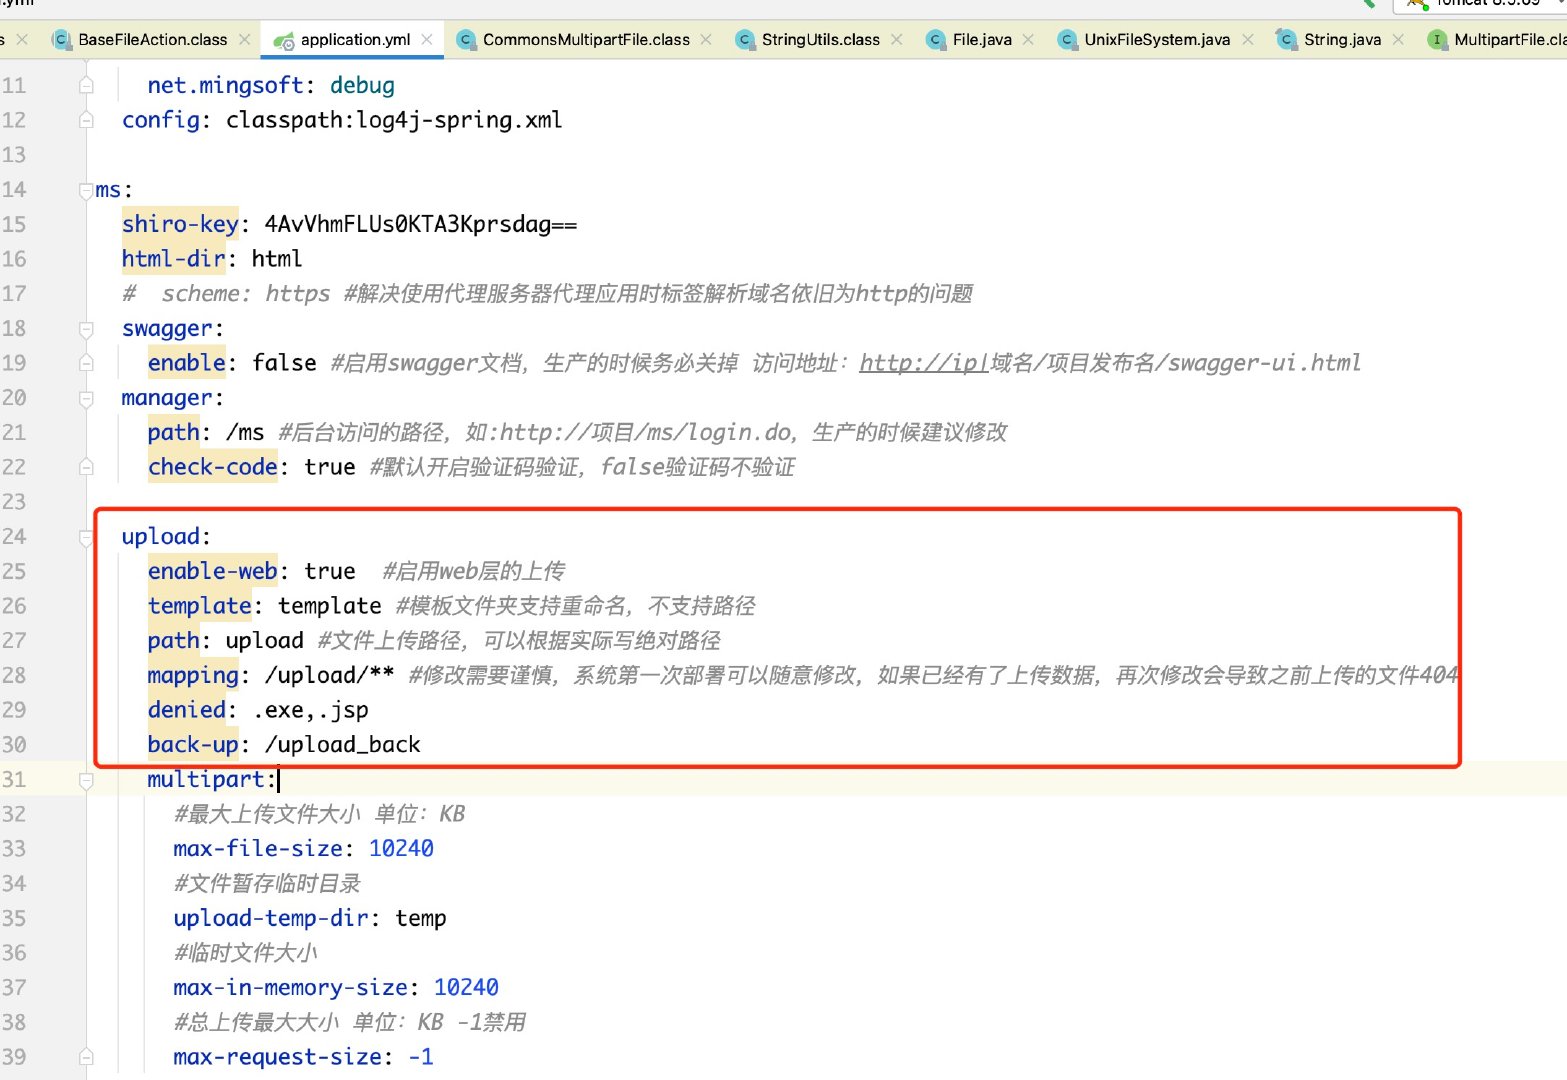 BaseFileAction.class application.yml CommonsMultipartFile.class StringUtils.class File.java UnixFileSystem.java String.java MultipartFile.cla
11 net.mingsoft: debug
12 config: classpath:log4j-spring.xml
13
14 ms:
15 shiro-key: 4AvVhmFLUs0KTA3Kprsdag==
16 html-dir: html
17 # scheme: https #解决使用代理服务器代理应用时标签解析域名依旧为http的问题
18 swagger:
19 enable: false #启用swagger文档，生产的时候务必关掉 访问地址：http://ip|域名/项目发布名/swagger-ui.html
20 manager:
21 path: /ms #后台访问的路径，如:http://项目/ms/login.do，生产的时候建议修改
22 check-code: true #默认开启验证码验证，false验证码不验证
23
24 upload:
25 enable-web: true #启用web层的上传
26 template: template #模板文件夹支持重命名，不支持路径
27 path: upload #文件上传路径，可以根据实际写绝对路径
28 mapping: /upload/** #修改需要谨慎，系统第一次部署可以随意修改，如果已经有了上传数据，再次修改会导致之前上传的文件404
29 denied: .exe,.jsp
30 back-up: /upload_back
31 multipart:
32 #最大上传文件大小 单位：KB
33 max-file-size: 10240
34 #文件暂存临时目录
35 upload-temp-dir: temp
36 #临时文件大小
37 max-in-memory-size: 10240
38 #总上传最大大小 单位：KB -1禁用
39 max-request-size: -1